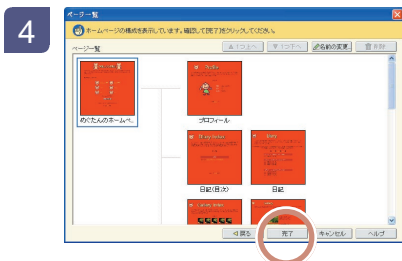 4
ページ一覧
ホームページの構成を表示しています。確認して[完了]をクリックしてください。
ページ一覧
▲1つ上へ ▼1つ下へ 名前の変更... 削除
めぐたんのホームペ...
プロフィール
日記(目次)
日記
戻る 完了 キャンセル ヘルプ